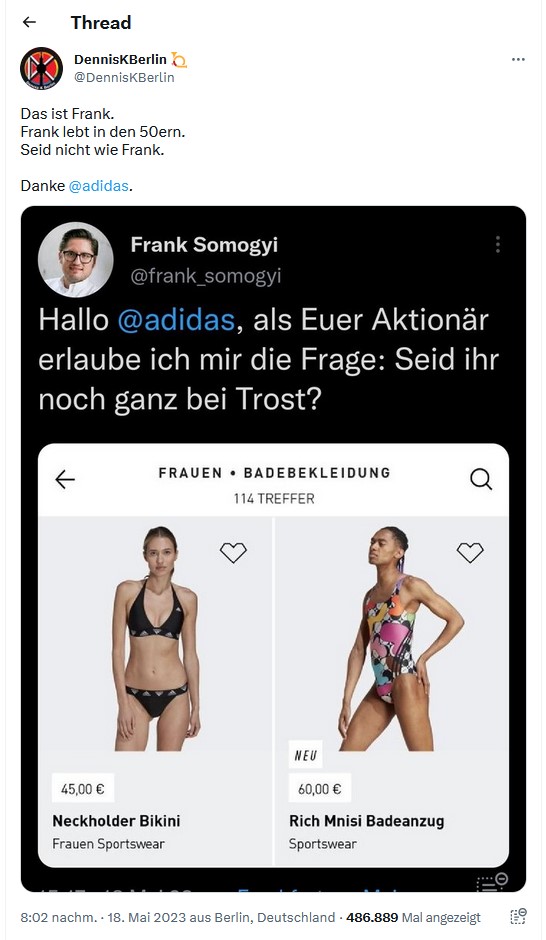 Thread
DennisKBerlin
@DennisKBerlin
Das ist Frank.
Frank lebt in den 50ern.
Seid nicht wie Frank.
Danke @adidas.
Frank Somogyi
@frank_somogyi
Hallo @adidas, als Euer Aktionär
erlaube ich mir die Frage: Seid ihr
noch ganz bei Trost?
FRAUEN • BADEBEKLEIDUNG
114 TREFFER
NEU
45,00 €
60,00 €
Neckholder Bikini
Rich Mnisi Badeanzug
Frauen Sportswear
Sportswear
8:02 nachm. · 18. Mai 2023 aus Berlin, Deutschland · 486.889 Mal angezeigt